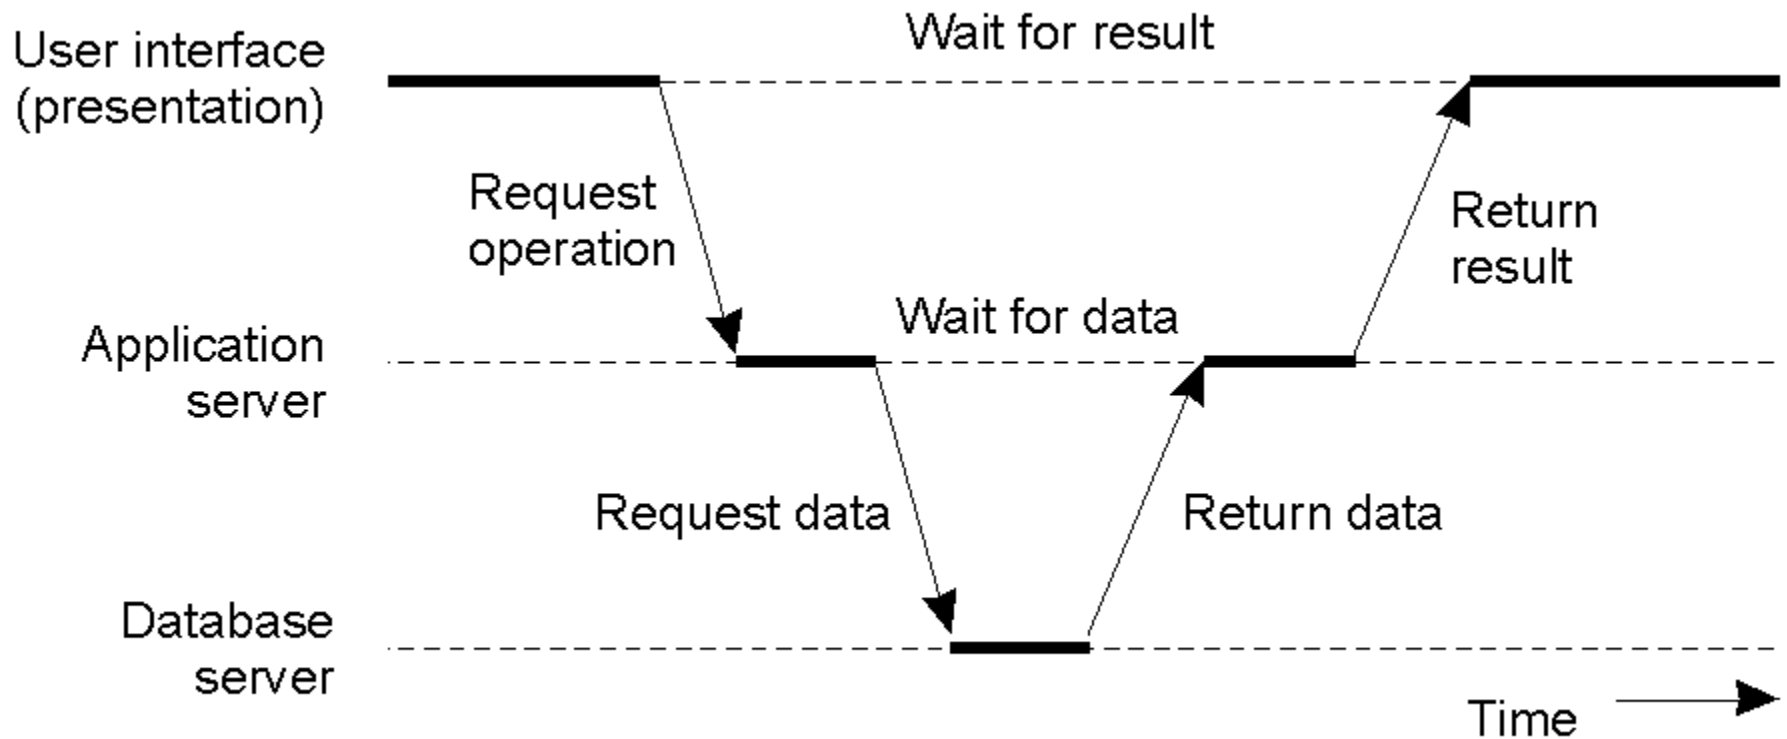 Wait for result
User interface
(presentation)
Request
operation
Return
result
Wait for data
Application
server
Request data
Return data
Database
server
Time